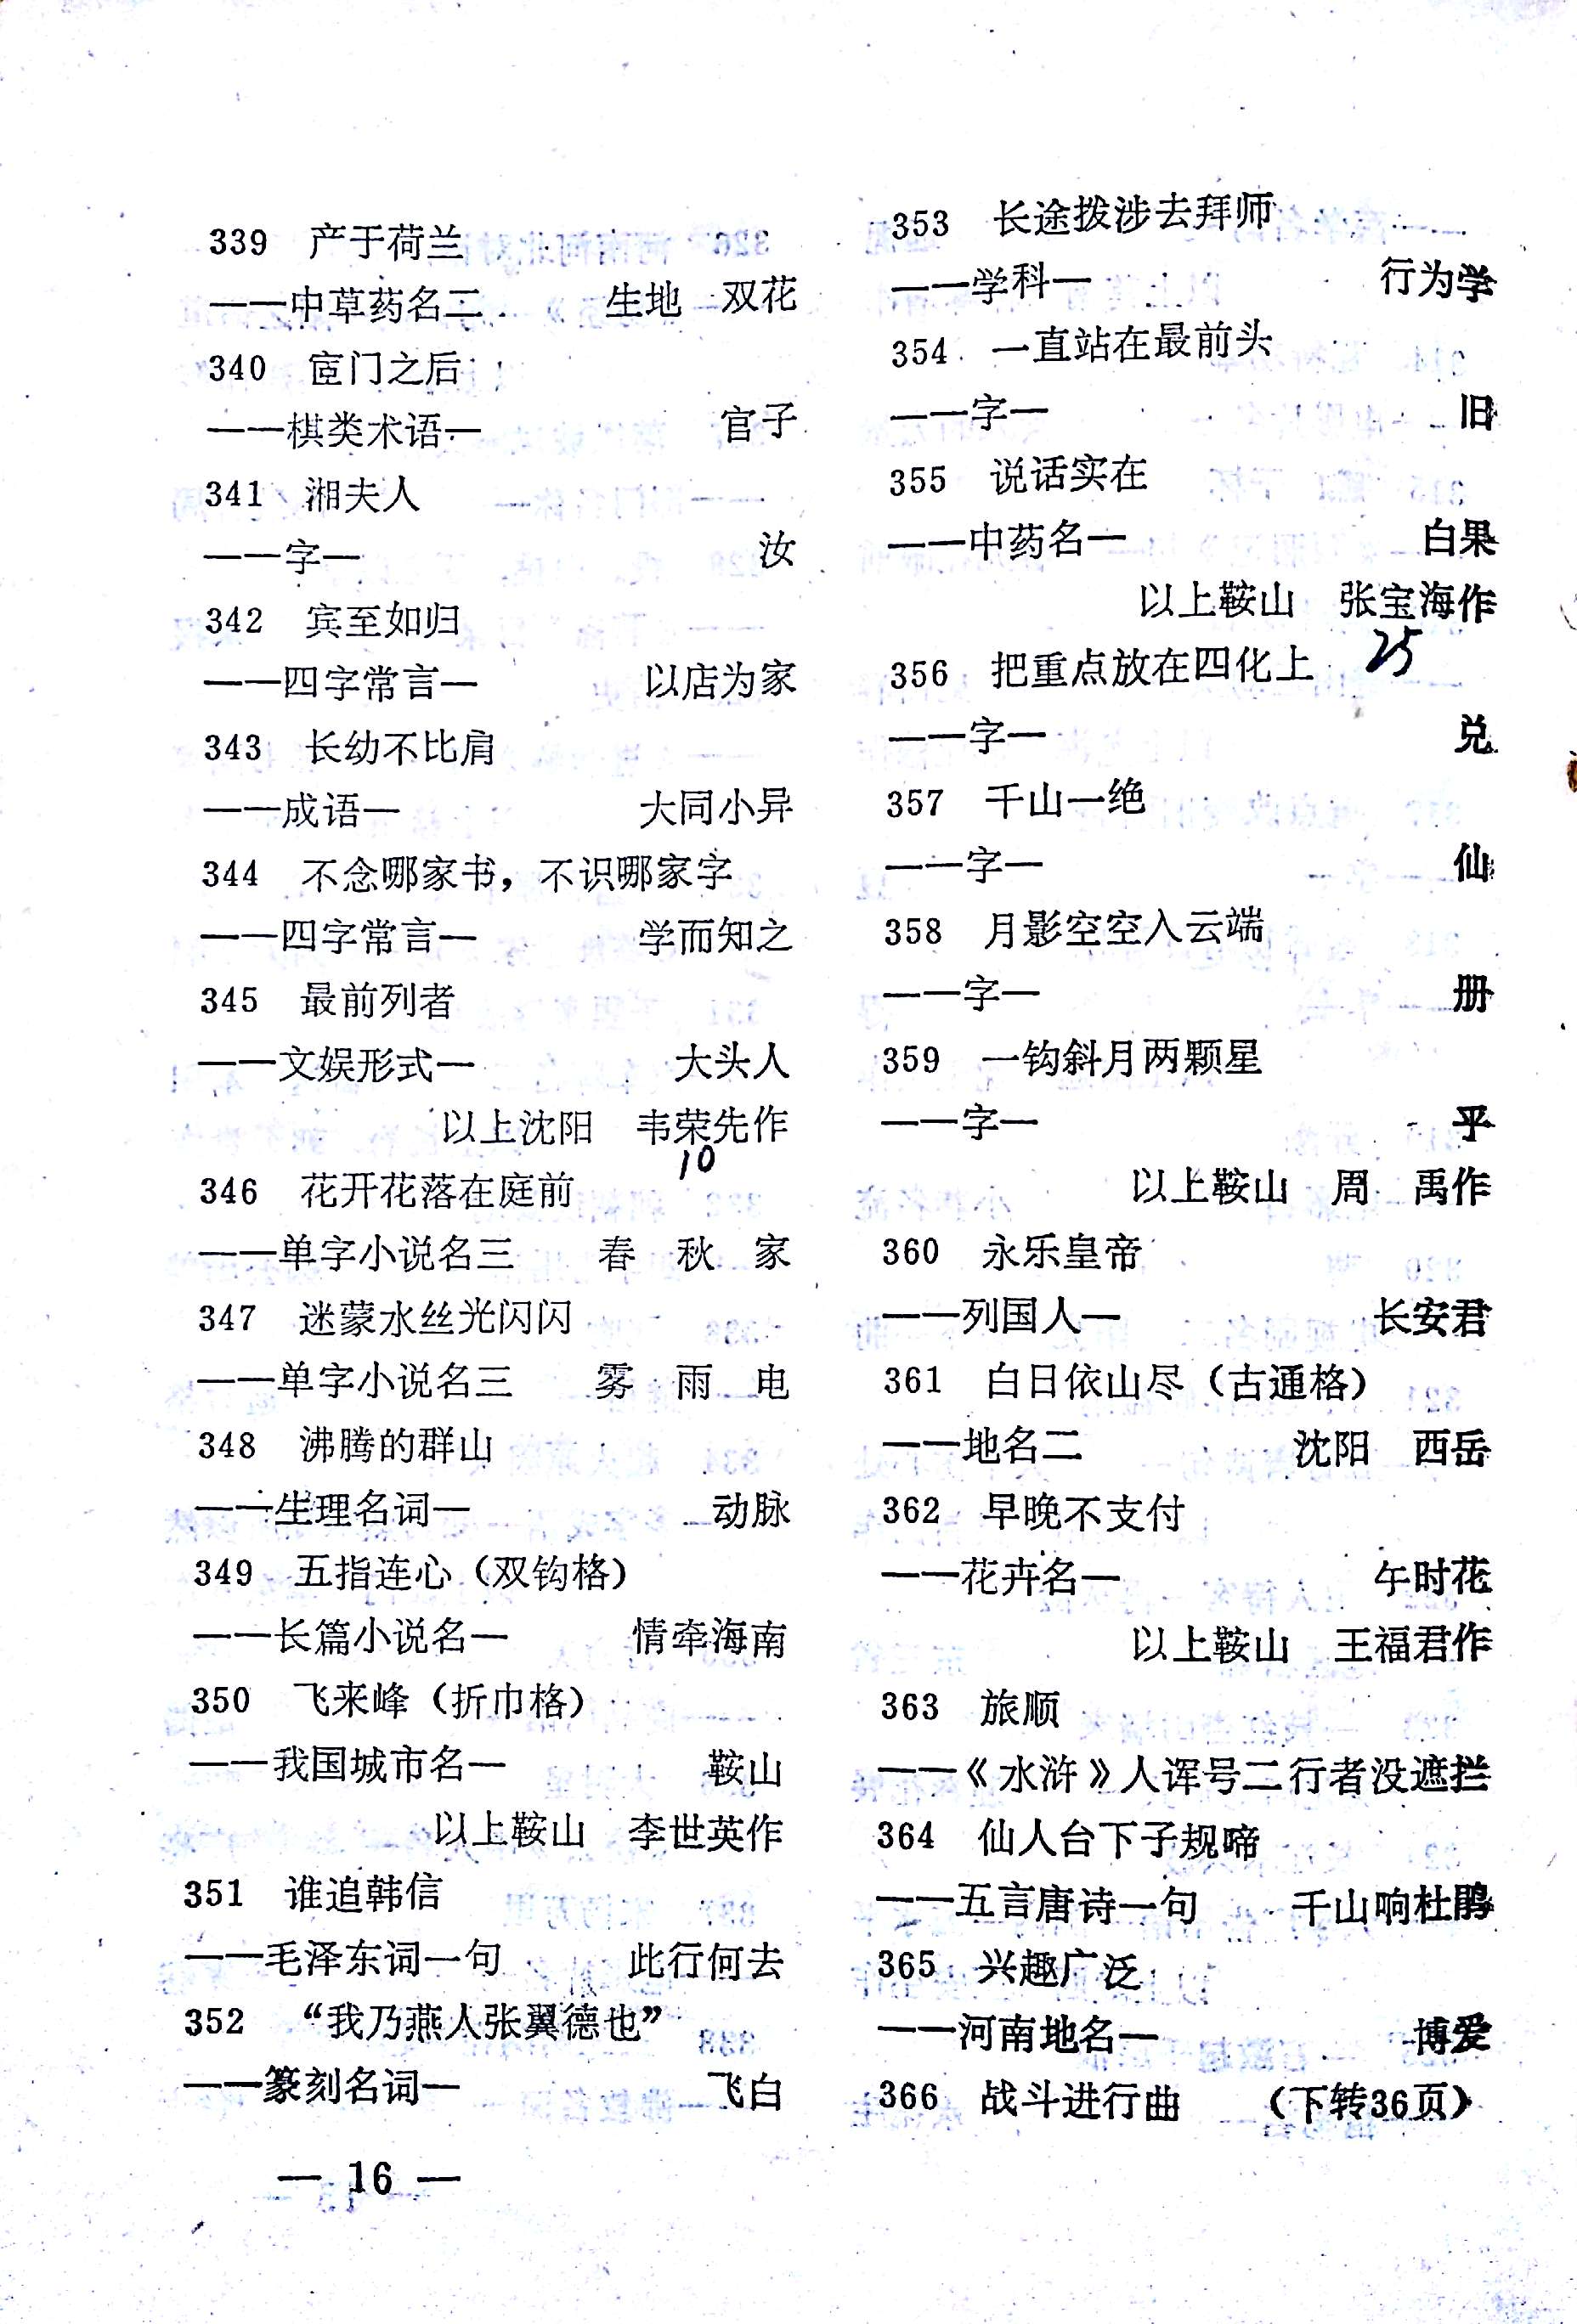 339 产于荷兰
——中草药名二 生地 双花
340 宦门之后
——棋类术语一 官子
341 湘夫人
——字一 汝
342 宾至如归
——四字常言一 以店为家
343 长幼不比肩
——成语一 大同小异
344 不念哪家书，不识哪家字
——四字常言一 学而知之
345 最前列者
——文娱形式一 大头人
以上沈阳 韦荣先作
10
346 花开花落在庭前
——单字小说名三 春 秋 家
347 迷蒙水丝光闪闪
——单字小说名三 雾 雨 电
348 沸腾的群山
——生理名词一 动脉
349 五指连心（双钩格）
——长篇小说名一 情牵海南
350 飞来峰（折巾格）
——我国城市名一 鞍山
以上鞍山 李世英作
351 谁追韩信
——毛泽东词一句 此行何去
352 “我乃燕人张翼德也”
——篆刻名词一 飞白
353 长途拨涉去拜师
——学科一 行为学
354 一直站在最前头
——字一 旧
355 说话实在
——中药名一 白果
以上鞍山 张宝海作
25
356 把重点放在四化上
——字一 兑
357 千山一绝
——字一 仙
358 月影空空入云端
——字一 册
359 一钩斜月两颗星
——字一 乎
以上鞍山 周 禹作
360 永乐皇帝
——列国人一 长安君
361 白日依山尽（古通格）
——地名二 沈阳 西岳
362 早晚不支付
——花卉名一 午时花
以上鞍山 王福君作
363 旅顺
——《水浒》人诨号二 行者没遮拦
364 仙人台下子规啼
——五言唐诗一句 千山响杜鹃
365 兴趣广泛
——河南地名一 博爱
366 战斗进行曲 （下转36页）
— 16 —